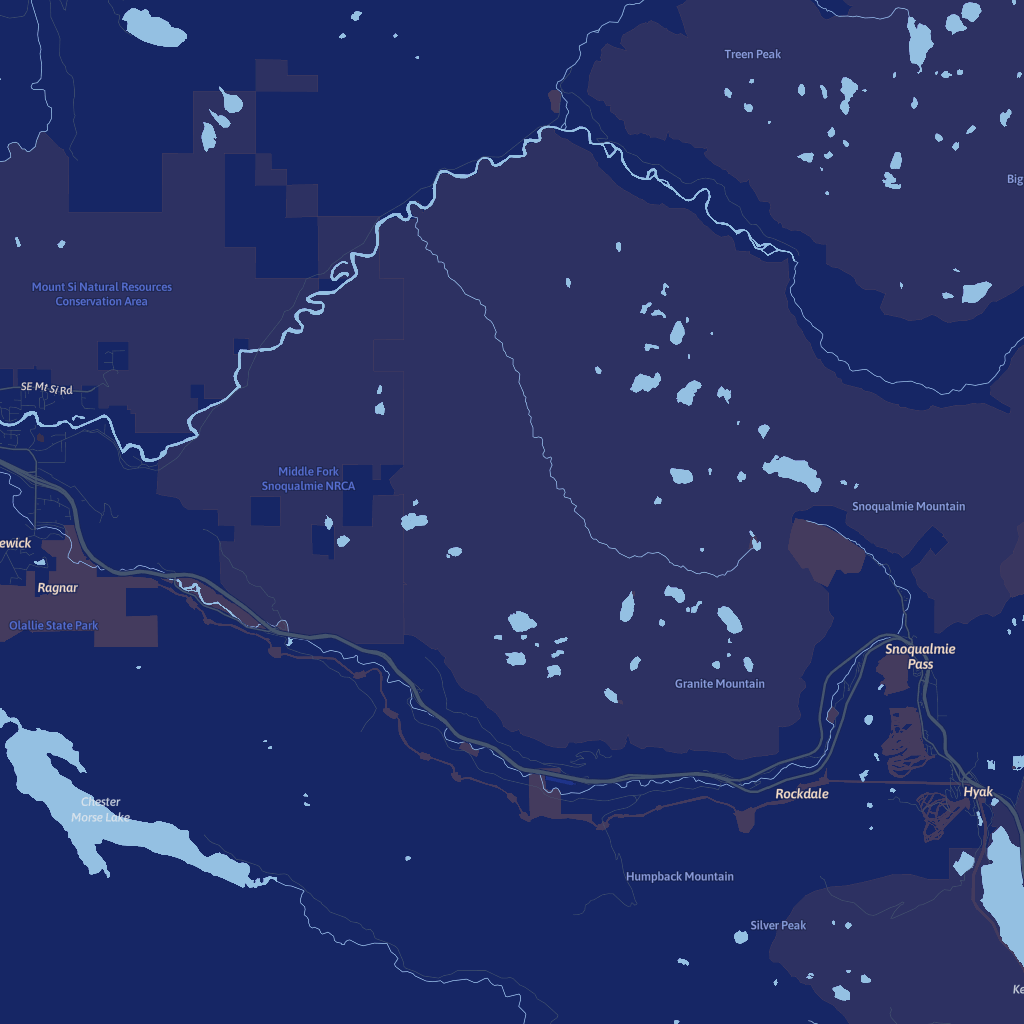 Treen Peak
Big
Mount Si Natural Resources
Conservation Area
SE Mt Si Rd
Middle Fork
Snoqualmie NRCA
Snoqualmie Mountain
ewick
Ragnar
Olallie State Park
Snoqualmie
Pass
Granite Mountain
Rockdale
Hyak
Chester
Morse Lake
Humpback Mountain
Silver Peak
Ke